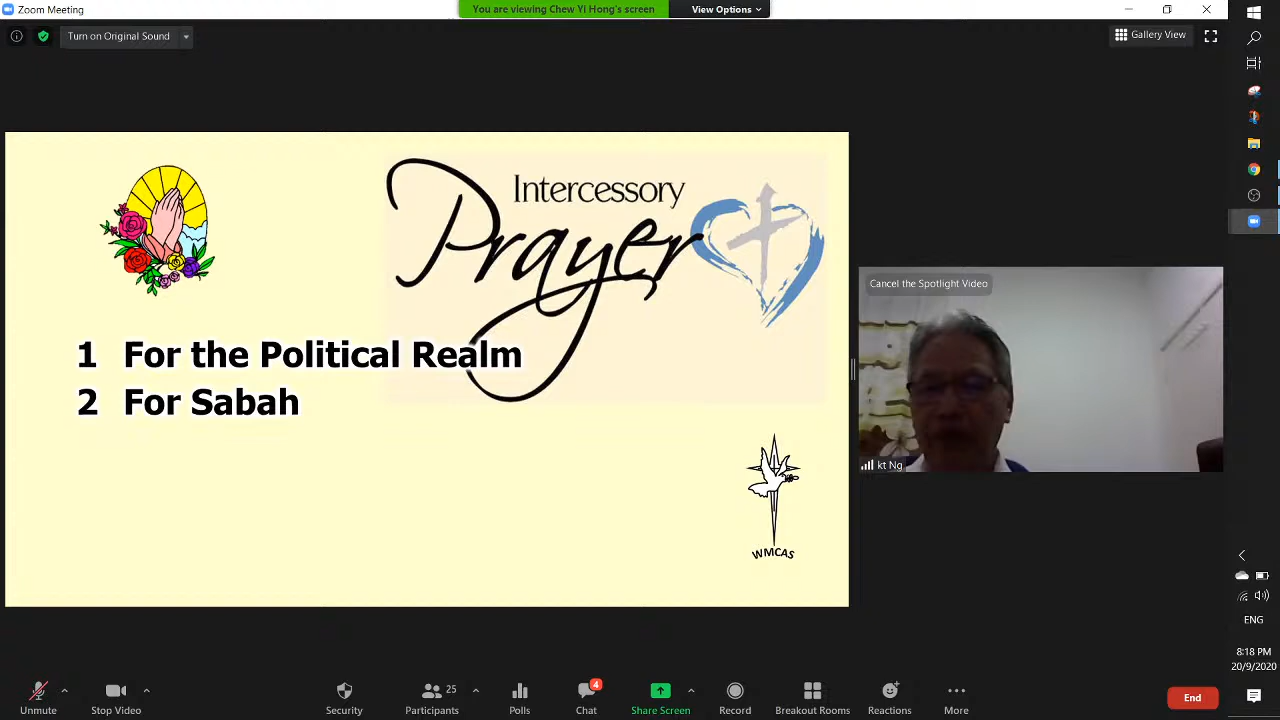 Zoom Meeting
You are viewing Chew Yi Hong's screen
View Options
Turn on Original Sound
Gallery View
Intercessory
Prayer
1 For the Political Realm
2 For Sabah
WMCAS
Cancel the Spotlight Video
kt Ng
ENG
8:18 PM
20/9/2020
Unmute
Stop Video
Security
25
Participants
Polls
4
Chat
Share Screen
Record
Breakout Rooms
Reactions
More
End